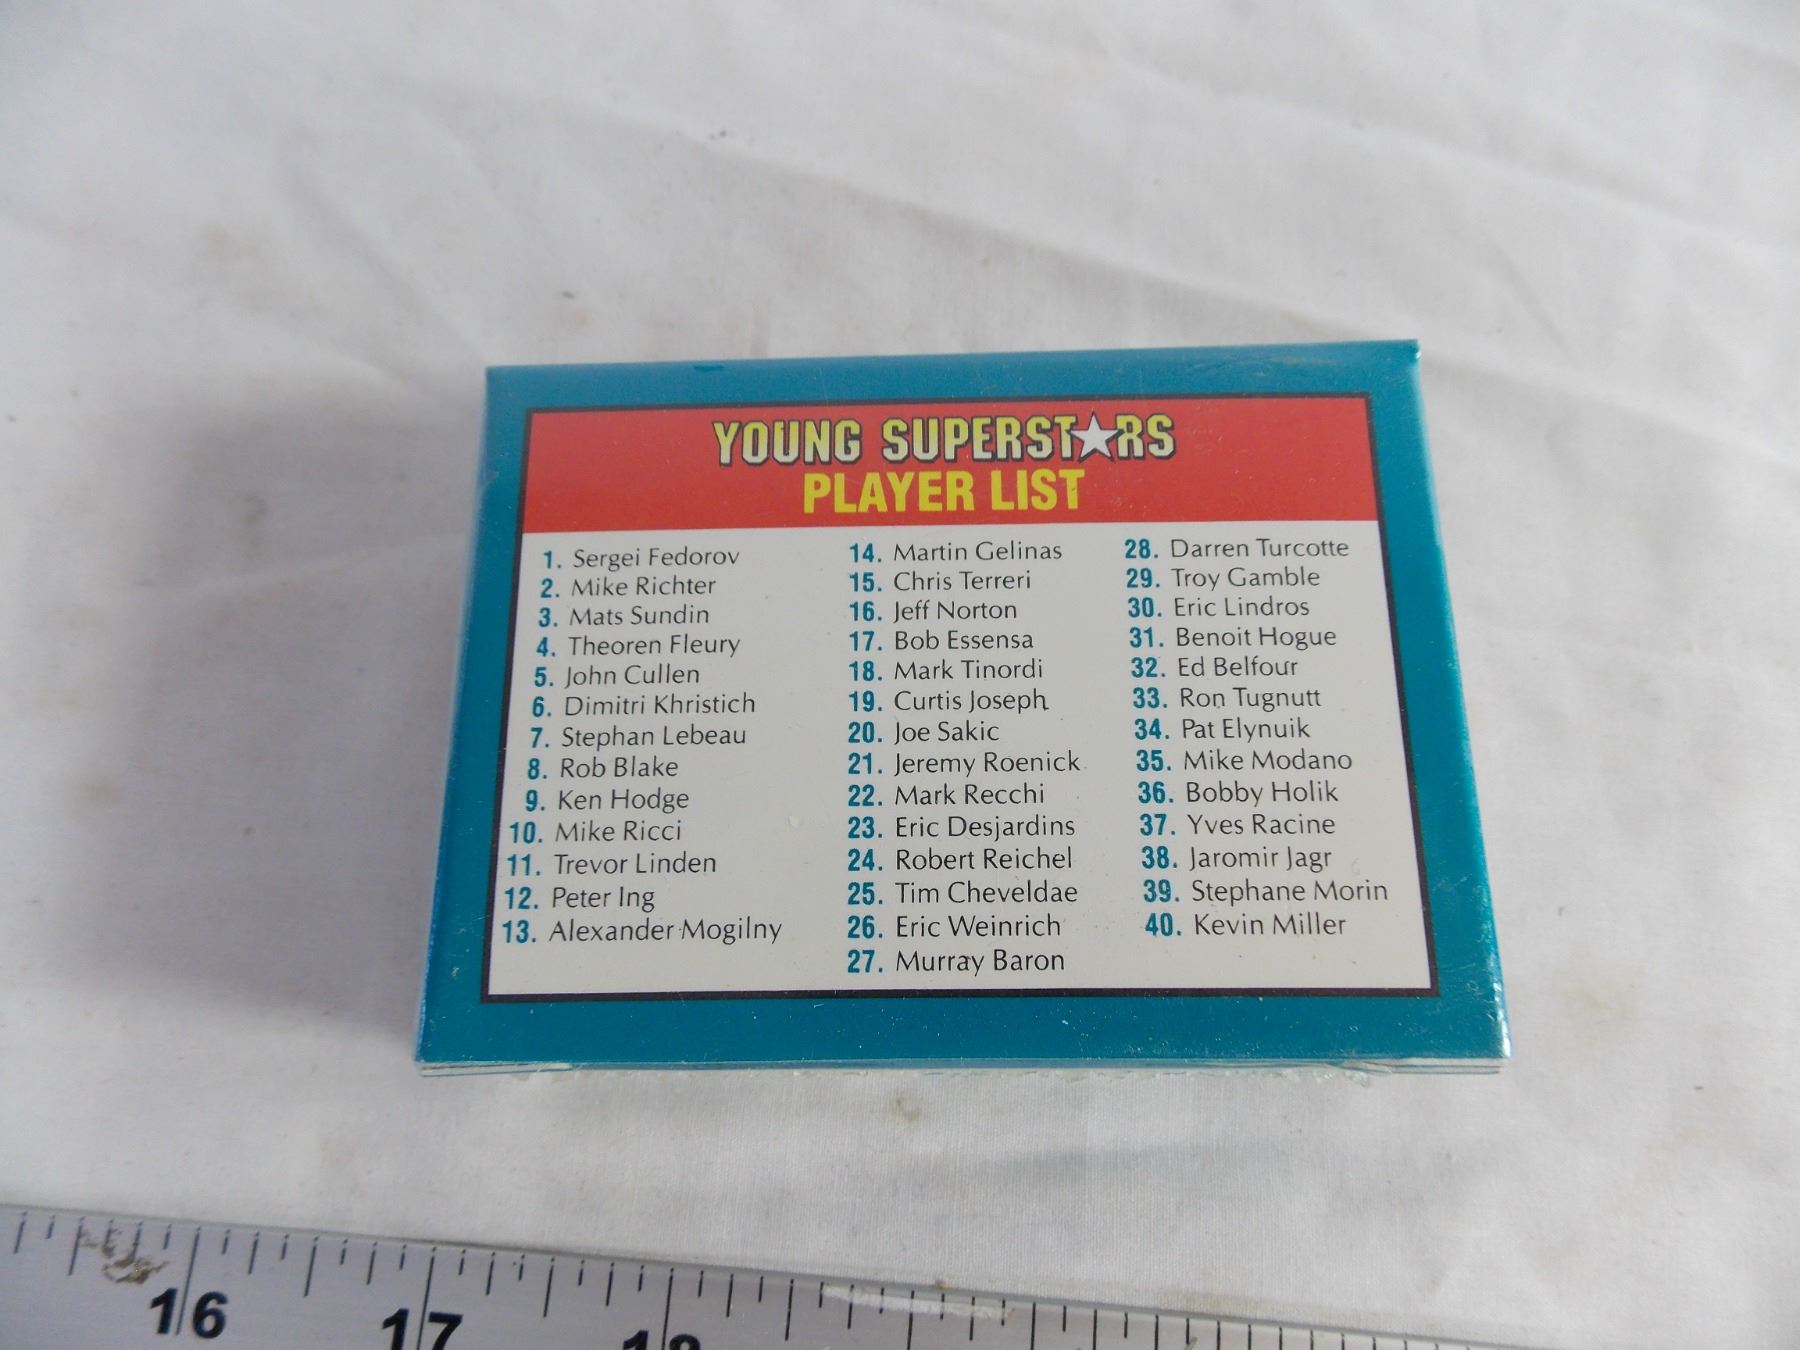 YOUNG SUPERST★RS
PLAYER LIST
1. Sergei Fedorov
2. Mike Richter
3. Mats Sundin
4. Theoren Fleury
5. John Cullen
6. Dimitri Khristich
7. Stephan Lebeau
8. Rob Blake
9. Ken Hodge
10. Mike Ricci
11. Trevor Linden
12. Peter Ing
13. Alexander Mogilny
14. Martin Gelinas
15. Chris Terreri
16. Jeff Norton
17. Bob Essensa
18. Mark Tinordi
19. Curtis Joseph
20. Joe Sakic
21. Jeremy Roenick
22. Mark Recchi
23. Eric Desjardins
24. Robert Reichel
25. Tim Cheveldae
26. Eric Weinrich
27. Murray Baron
28. Darren Turcotte
29. Troy Gamble
30. Eric Lindros
31. Benoit Hogue
32. Ed Belfour
33. Ron Tugnutt
34. Pat Elynuik
35. Mike Modano
36. Bobby Holik
37. Yves Racine
38. Jaromir Jagr
39. Stephane Morin
40. Kevin Miller
16 17 18